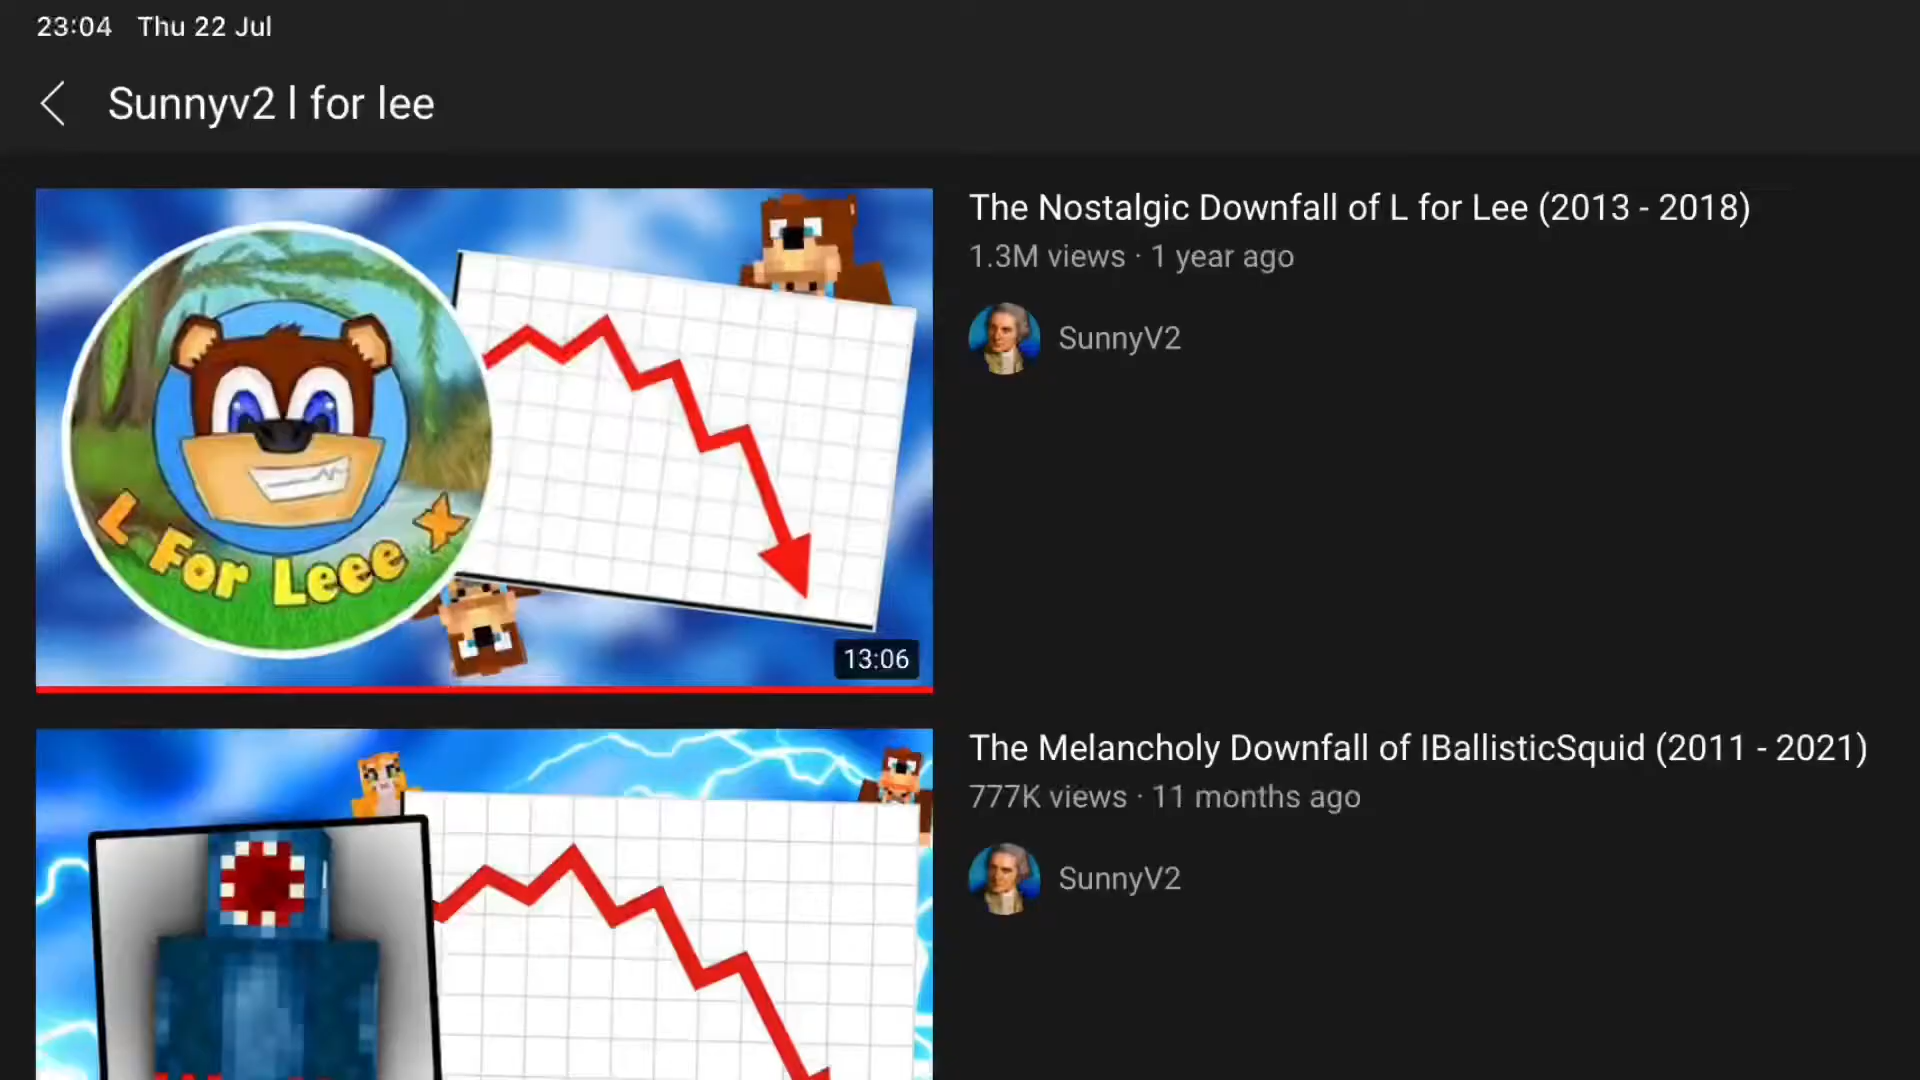 23:04 Thu 22 Jul
Sunnyv2 l for lee
The Nostalgic Downfall of L for Lee (2013 - 2018)
1.3M views · 1 year ago
SunnyV2
L For Leee x
13:06
The Melancholy Downfall of IBallisticSquid (2011 - 2021)
777K views · 11 months ago
SunnyV2